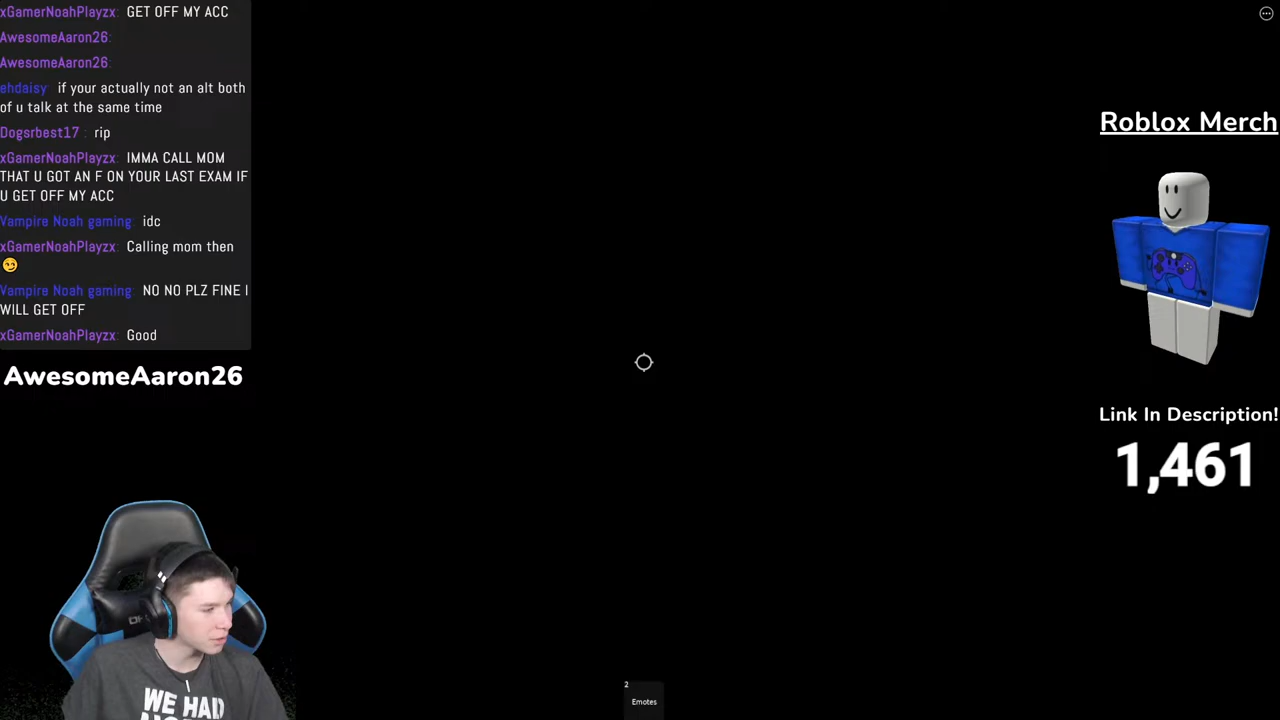 xGamerNoahPlayzx: GET OFF MY ACC
AwesomeAaron26:
AwesomeAaron26:
ehdaisy: if your actually not an alt both
of u talk at the same time
Dogsrbest17 : rip
xGamerNoahPlayzx: IMMA CALL MOM
THAT U GOT AN F ON YOUR LAST EXAM IF
U GET OFF MY ACC
Vampire Noah gaming: idc
xGamerNoahPlayzx: Calling mom then
😏
Vampire Noah gaming: NO NO PLZ FINE I
WILL GET OFF
xGamerNoahPlayzx: Good
AwesomeAaron26
Roblox Merch
Link In Description!
1,461
WE HAD
2
Emotes